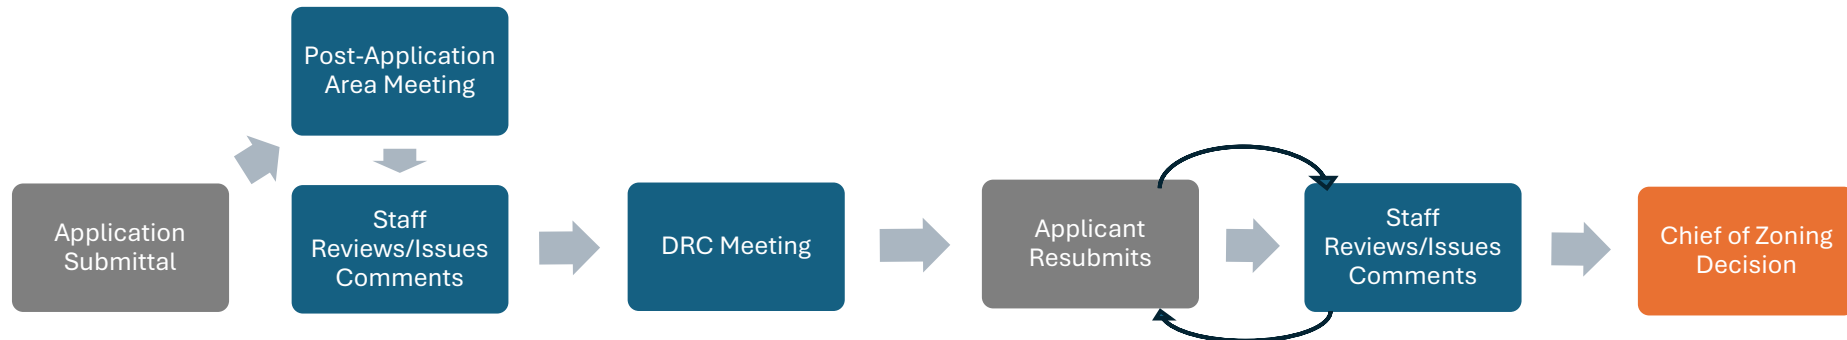 Post-Application
Area Meeting
Application
Submittal
Staff
Reviews/Issues
Comments
DRC Meeting
Applicant
Resubmits
Staff
Reviews/Issues
Comments
Chief of Zoning
Decision